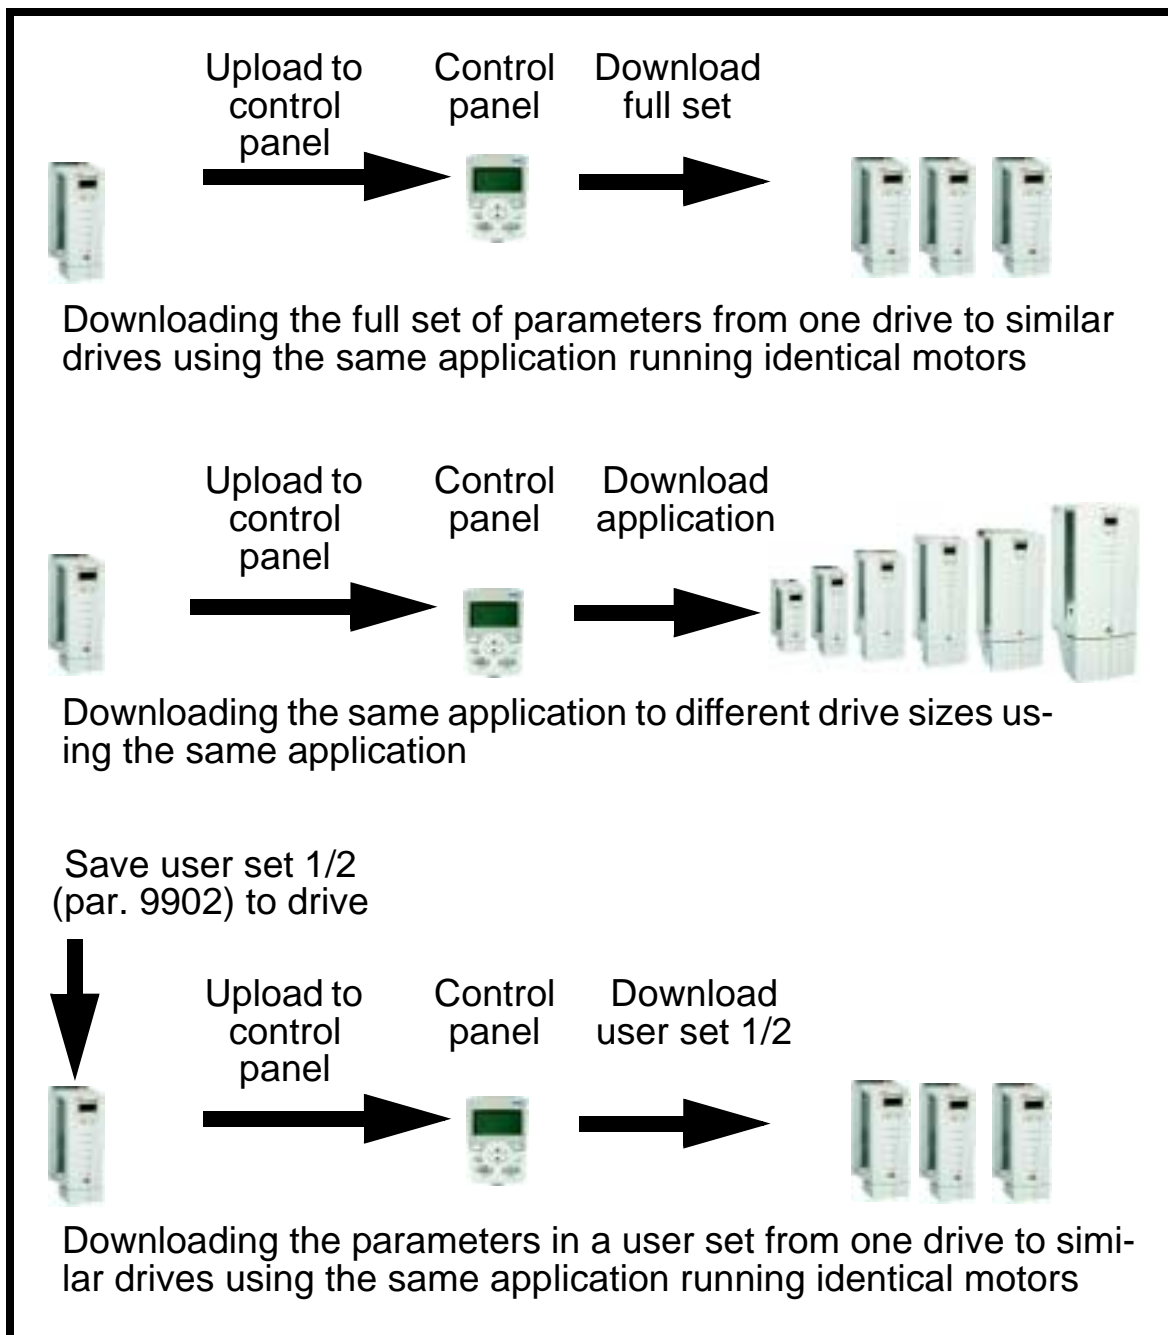 Upload to
control
panel
Control
panel
Download
full set
Downloading the full set of parameters from one drive to similar
drives using the same application running identical motors
Upload to
control
panel
Control
panel
Download
application
Downloading the same application to different drive sizes us-
ing the same application
Save user set 1/2
(par. 9902) to drive
Upload to
control
panel
Control
panel
Download
user set 1/2
Downloading the parameters in a user set from one drive to simi-
lar drives using the same application running identical motors